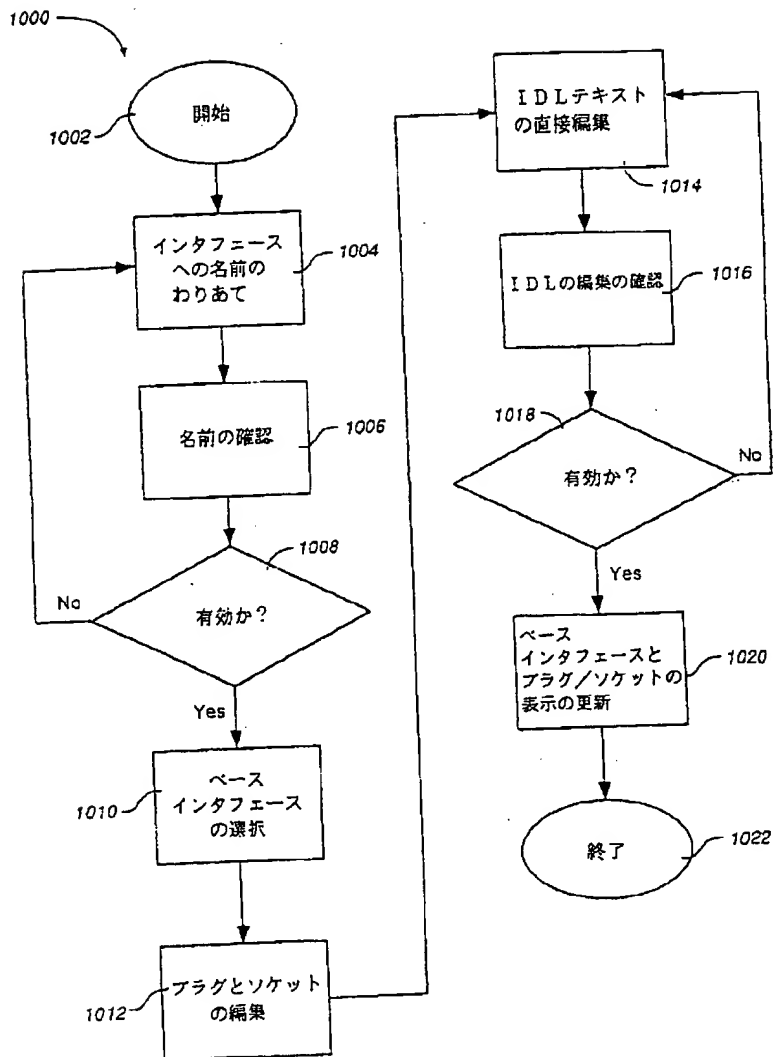 1000
開始
1002
インタフェース
への名前の
わりあて
1004
名前の確認
1006
1008
有効か?
No
Yes
ベース
インタフェース
の選択
1010
プラグとソケット
の編集
1012
IDLテキスト
の直接編集
1014
IDLの編集の確認
1016
1018
有効か?
No
Yes
ベース
インタフェースと
プラグ/ソケットの
表示の更新
1020
終了
1022